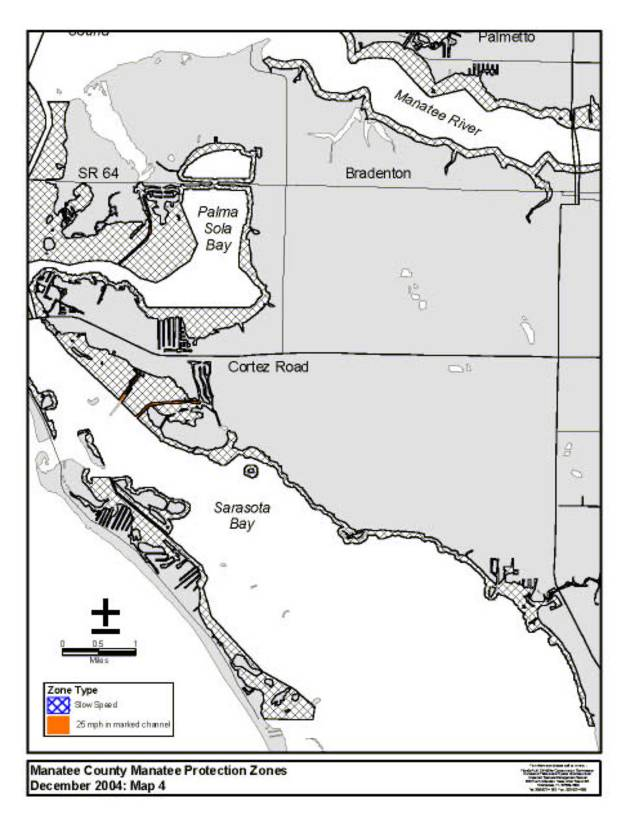 Sound
Palmetto
Manatee River
SR 64
Bradenton
Palma
Sola
Bay
Cortez Road
Sarasota
Bay
0 0.5 1
Miles
Zone Type
Slow Speed
25 mph in marked channel
Manatee County Manatee Protection Zones
December 2004: Map 4